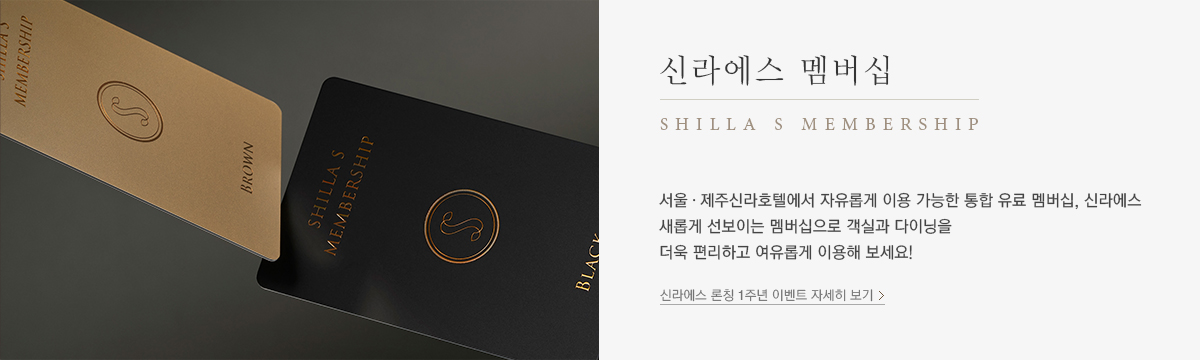 SHILLA S
MEMBERSHIP
BROWN
SHILLA S
MEMBERSHIP
BLACK
신라에스 멤버십
SHILLA S MEMBERSHIP
서울 · 제주신라호텔에서 자유롭게 이용 가능한 통합 유료 멤버십, 신라에스
새롭게 선보이는 멤버십으로 객실과 다이닝을
더욱 편리하고 여유롭게 이용해 보세요!
신라에스 론칭 1주년 이벤트 자세히 보기 >